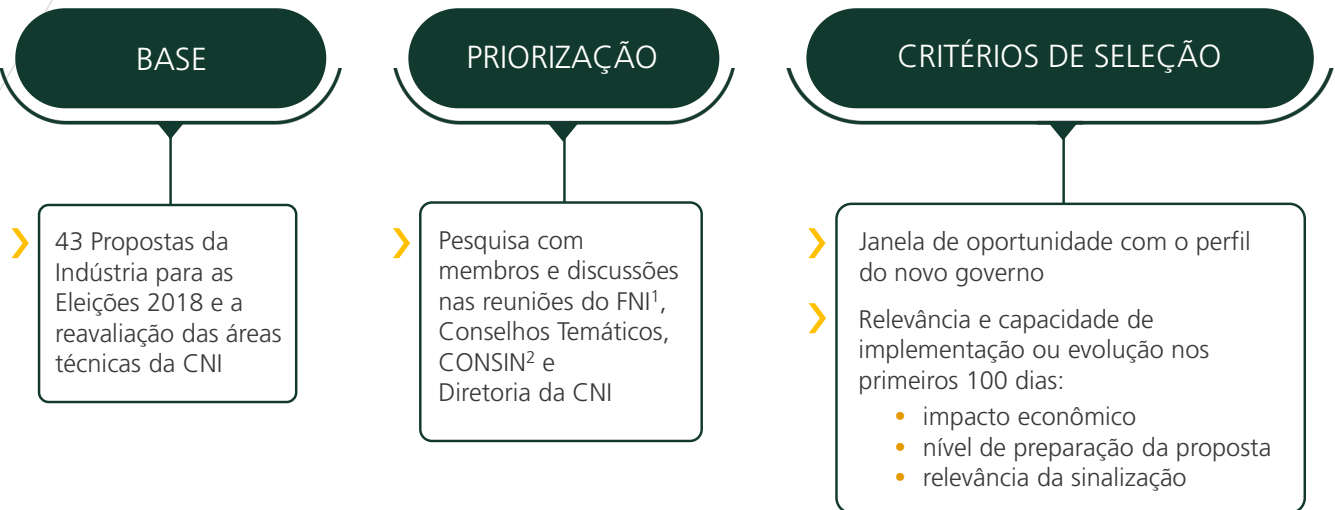 BASE
43 Propostas da
Indústria para as
Eleições 2018 e a
reavaliação das áreas
técnicas da CNI
PRIORIZAÇÃO
Pesquisa com
membros e discussões
nas reuniões do FNI¹,
Conselhos Temáticos,
CONSIN² e
Diretoria da CNI
CRITÉRIOS DE SELEÇÃO
Janela de oportunidade com o perfil
do novo governo
Relevância e capacidade de
implementação ou evolução nos
primeiros 100 dias:
• impacto econômico
• nível de preparação da proposta
• relevância da sinalização